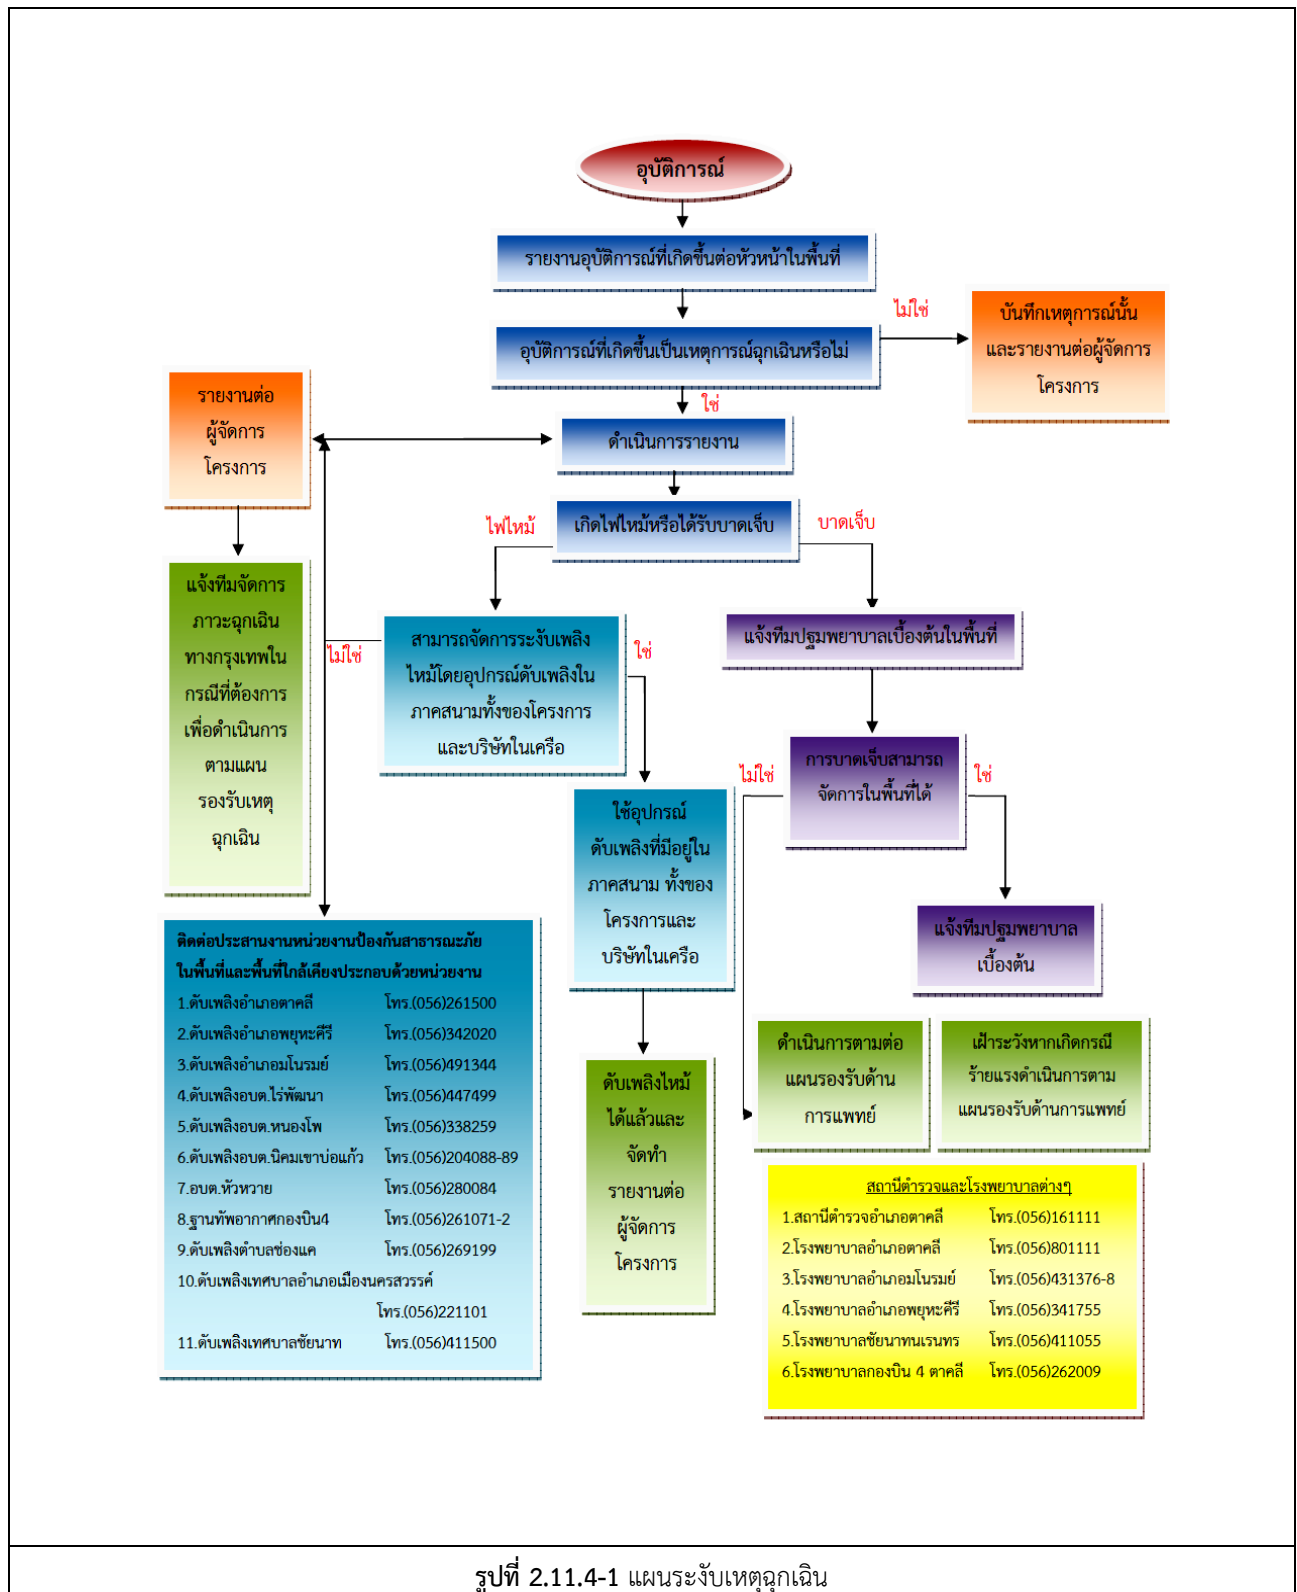 อุบัติการณ์
รายงานอุบัติการณ์ที่เกิดขึ้นต่อหัวหน้าในพื้นที่
อุบัติการณ์ที่เกิดขึ้นเป็นเหตุการณ์ฉุกเฉินหรือไม่
ไม่ใช่
บันทึกเหตุการณ์นั้น
และรายงานต่อผู้จัดการ
โครงการ
ใช่
ดำเนินการรายงาน
รายงานต่อ
ผู้จัดการ
โครงการ
แจ้งทีมจัดการ
ภาวะฉุกเฉิน
ทางกรุงเทพใน
กรณีที่ต้องการ
เพื่อดำเนินการ
ตามแผน
รองรับเหตุ
ฉุกเฉิน
เกิดไฟไหม้หรือได้รับบาดเจ็บ
ไฟไหม้
บาดเจ็บ
สามารถจัดการระงับเพลิง
ไหม้โดยอุปกรณ์ดับเพลิงใน
ภาคสนามทั้งของโครงการ
และบริษัทในเครือ
ไม่ใช่
ใช่
แจ้งทีมปฐมพยาบาลเบื้องต้นในพื้นที่
การบาดเจ็บสามารถ
จัดการในพื้นที่ได้
ไม่ใช่
ใช่
ใช้อุปกรณ์
ดับเพลิงที่มีอยู่ใน
ภาคสนาม ทั้งของ
โครงการและ
บริษัทในเครือ
แจ้งทีมปฐมพยาบาล
เบื้องต้น
ติดต่อประสานงานหน่วยงานป้องกันสาธารณะภัย
ในพื้นที่และพื้นที่ใกล้เคียงประกอบด้วยหน่วยงาน
1.ดับเพลิงอำเภอตาคลี โทร.(056)261500
2.ดับเพลิงอำเภอพยุหะคีรี โทร.(056)342020
3.ดับเพลิงอำเภอมโนรมย์ โทร.(056)491344
4.ดับเพลิงอบต.ไร่พัฒนา โทร.(056)447499
5.ดับเพลิงอบต.หนองโพ โทร.(056)338259
6.ดับเพลิงอบต.นิคมเขาบ่อแก้ว โทร.(056)204088-89
7.อบต.หัวหวาย โทร.(056)280084
8.ฐานทัพอากาศกองบิน4 โทร.(056)261071-2
9.ดับเพลิงตำบลช่องแค โทร.(056)269199
10.ดับเพลิงเทศบาลอำเภอเมืองนครสวรรค์
โทร.(056)221101
11.ดับเพลิงเทศบาลชัยนาท โทร.(056)411500
ดับเพลิงไหม้
ได้แล้วและ
จัดทำ
รายงานต่อ
ผู้จัดการ
โครงการ
ดำเนินการตามต่อ
แผนรองรับด้าน
การแพทย์
เฝ้าระวังหากเกิดกรณี
ร้ายแรงดำเนินการตาม
แผนรองรับด้านการแพทย์
สถานีตำรวจและโรงพยาบาลต่างๆ
1.สถานีตำรวจอำเภอตาคลี โทร.(056)161111
2.โรงพยาบาลอำเภอตาคลี โทร.(056)801111
3.โรงพยาบาลอำเภอมโนรมย์ โทร.(056)431376-8
4.โรงพยาบาลอำเภอพยุหะคีรี โทร.(056)341755
5.โรงพยาบาลชัยนาทนเรนทร โทร.(056)411055
6.โรงพยาบาลกองบิน 4 ตาคลี โทร.(056)262009
รูปที่ 2.11.4-1 แผนระงับเหตุฉุกเฉิน